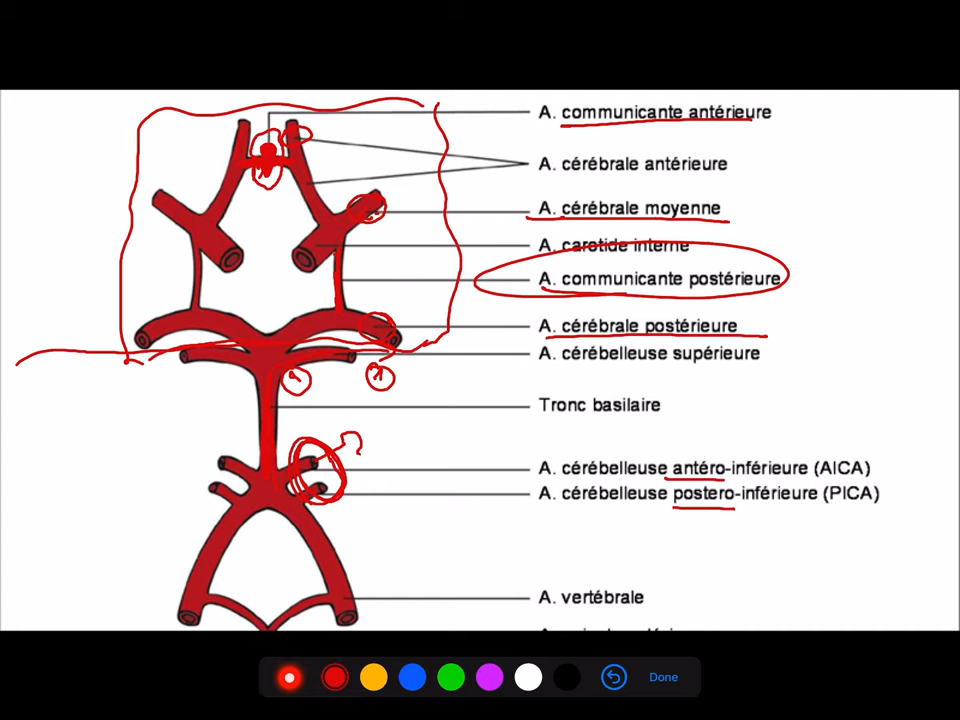 A. communicante antérieure
A. cérébrale antérieure
A. cérébrale moyenne
A. carotide interne
A. communicante postérieure
A. cérébrale postérieure
A. cérébelleuse supérieure
Tronc basilaire
A. cérébelleuse antéro-inférieure (AICA)
A. cérébelleuse postero-inférieure (PICA)
A. vertébrale
Done